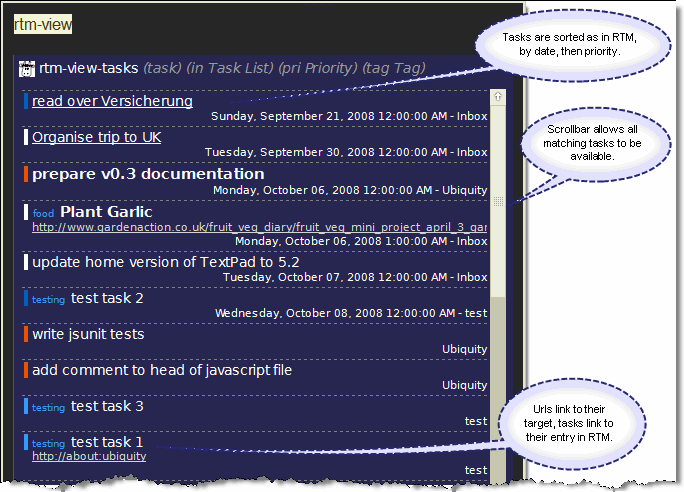 rtm-view
Tasks are sorted as in RTM,
by date, then priority.
rtm-view-tasks (task) (in Task List) (pri Priority) (tag Tag)
read over Versicherung
Sunday, September 21, 2008 12:00:00 AM - Inbox
Organise trip to UK
Tuesday, September 30, 2008 12:00:00 AM - Inbox
Scrollbar allows all
matching tasks to be
available.
prepare v0.3 documentation
Monday, October 06, 2008 12:00:00 AM - Ubiquity
food Plant Garlic
http://www.gardenaction.co.uk/fruit_veg_diary/fruit_veg_mini_project_april_3_gar
Monday, October 06, 2008 1:00:00 AM - Inbox
update home version of TextPad to 5.2
Tuesday, October 07, 2008 12:00:00 AM - Inbox
testing test task 2
Wednesday, October 08, 2008 12:00:00 AM - test
write jsunit tests
Ubiquity
add comment to head of javascript file
Ubiquity
testing test task 3
test
Urls link to their
target, tasks link to
their entry in RTM.
testing test task 1
http://about:ubiquity
test